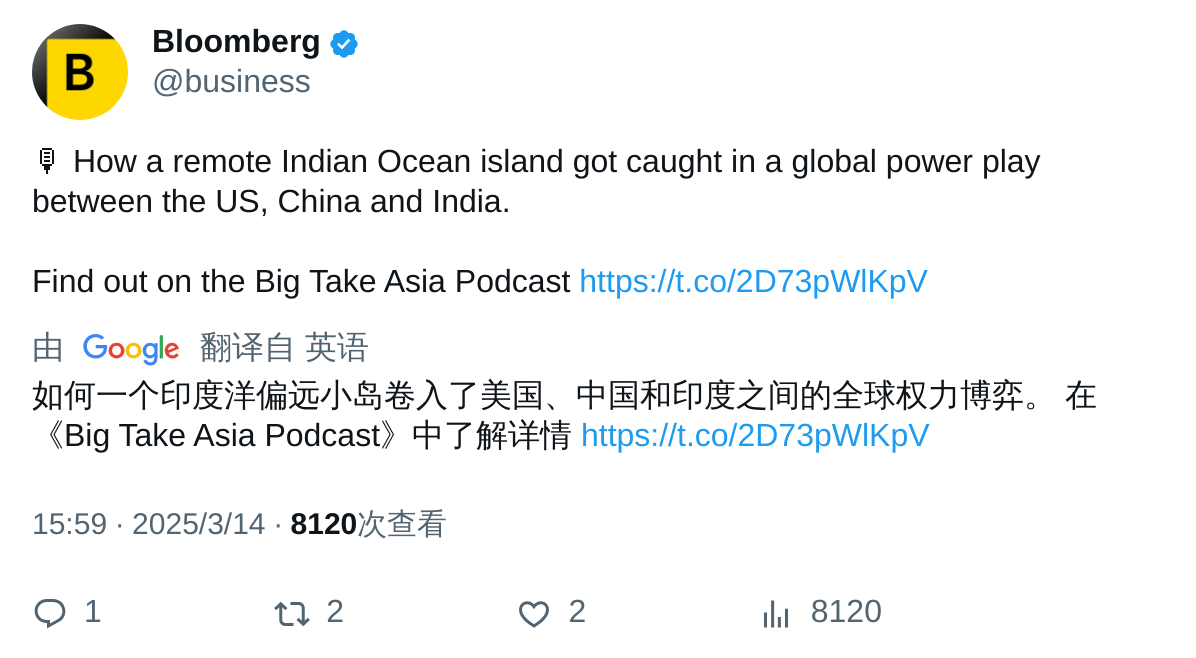 B
Bloomberg
@business
🎙 How a remote Indian Ocean island got caught in a global power play
between the US, China and India.
Find out on the Big Take Asia Podcast https://t.co/2D73pWlKpV
由 Google 翻译自 英语
如何一个印度洋偏远小岛卷入了美国、中国和印度之间的全球权力博弈。 在
《Big Take Asia Podcast》中了解详情 https://t.co/2D73pWlKpV
15:59 · 2025/3/14 · 8120次查看
1 2 2 8120